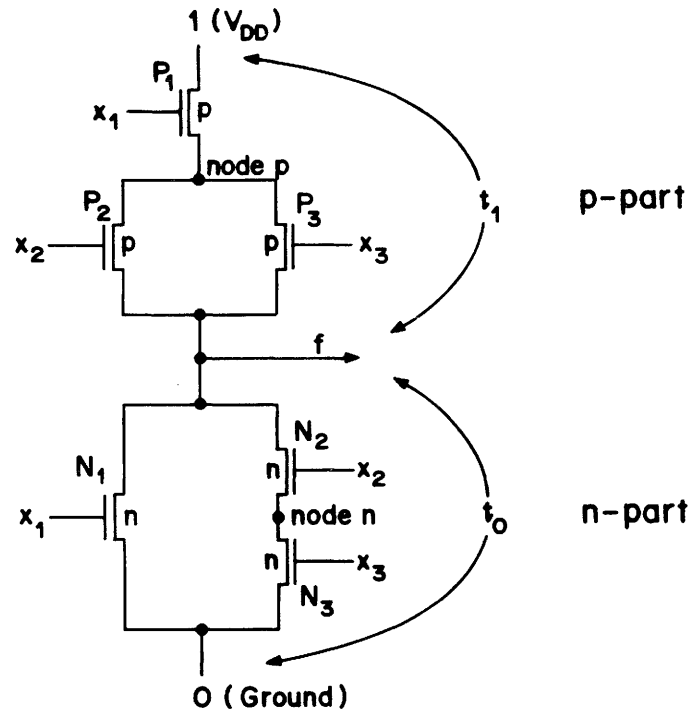 1 (V_DD)
P₁
x₁
p
node p
P₂
P₃
x₂
p
p
x₃
t₁
p-part
f
N₁
N₂
n
x₂
x₁
n
node n
t₀
n-part
n
x₃
N₃
0 (Ground)